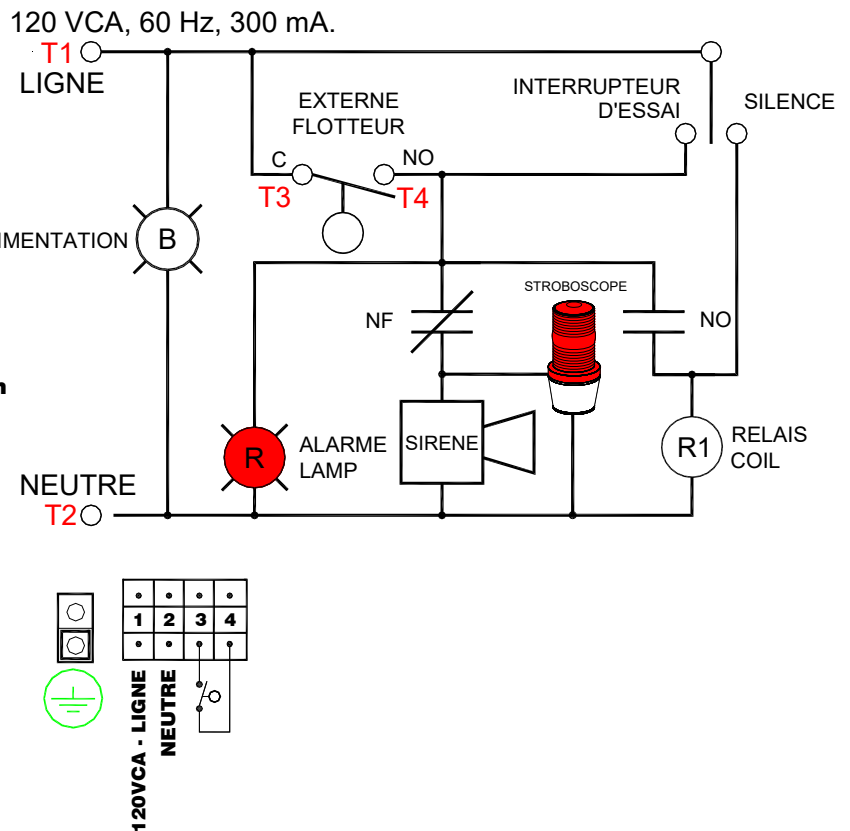 120 VCA, 60 Hz, 300 mA.
T1
LIGNE
EXTERNE
FLOTTEUR
INTERRUPTEUR
D'ESSAI
SILENCE
C
NO
T3
T4
IMENTATION
B
STROBOSCOPE
NF
NO
R
ALARME
LAMP
SIRENE
R1
RELAIS
COIL
NEUTRE
T2
1 2 3 4
120VCA - LIGNE
NEUTRE